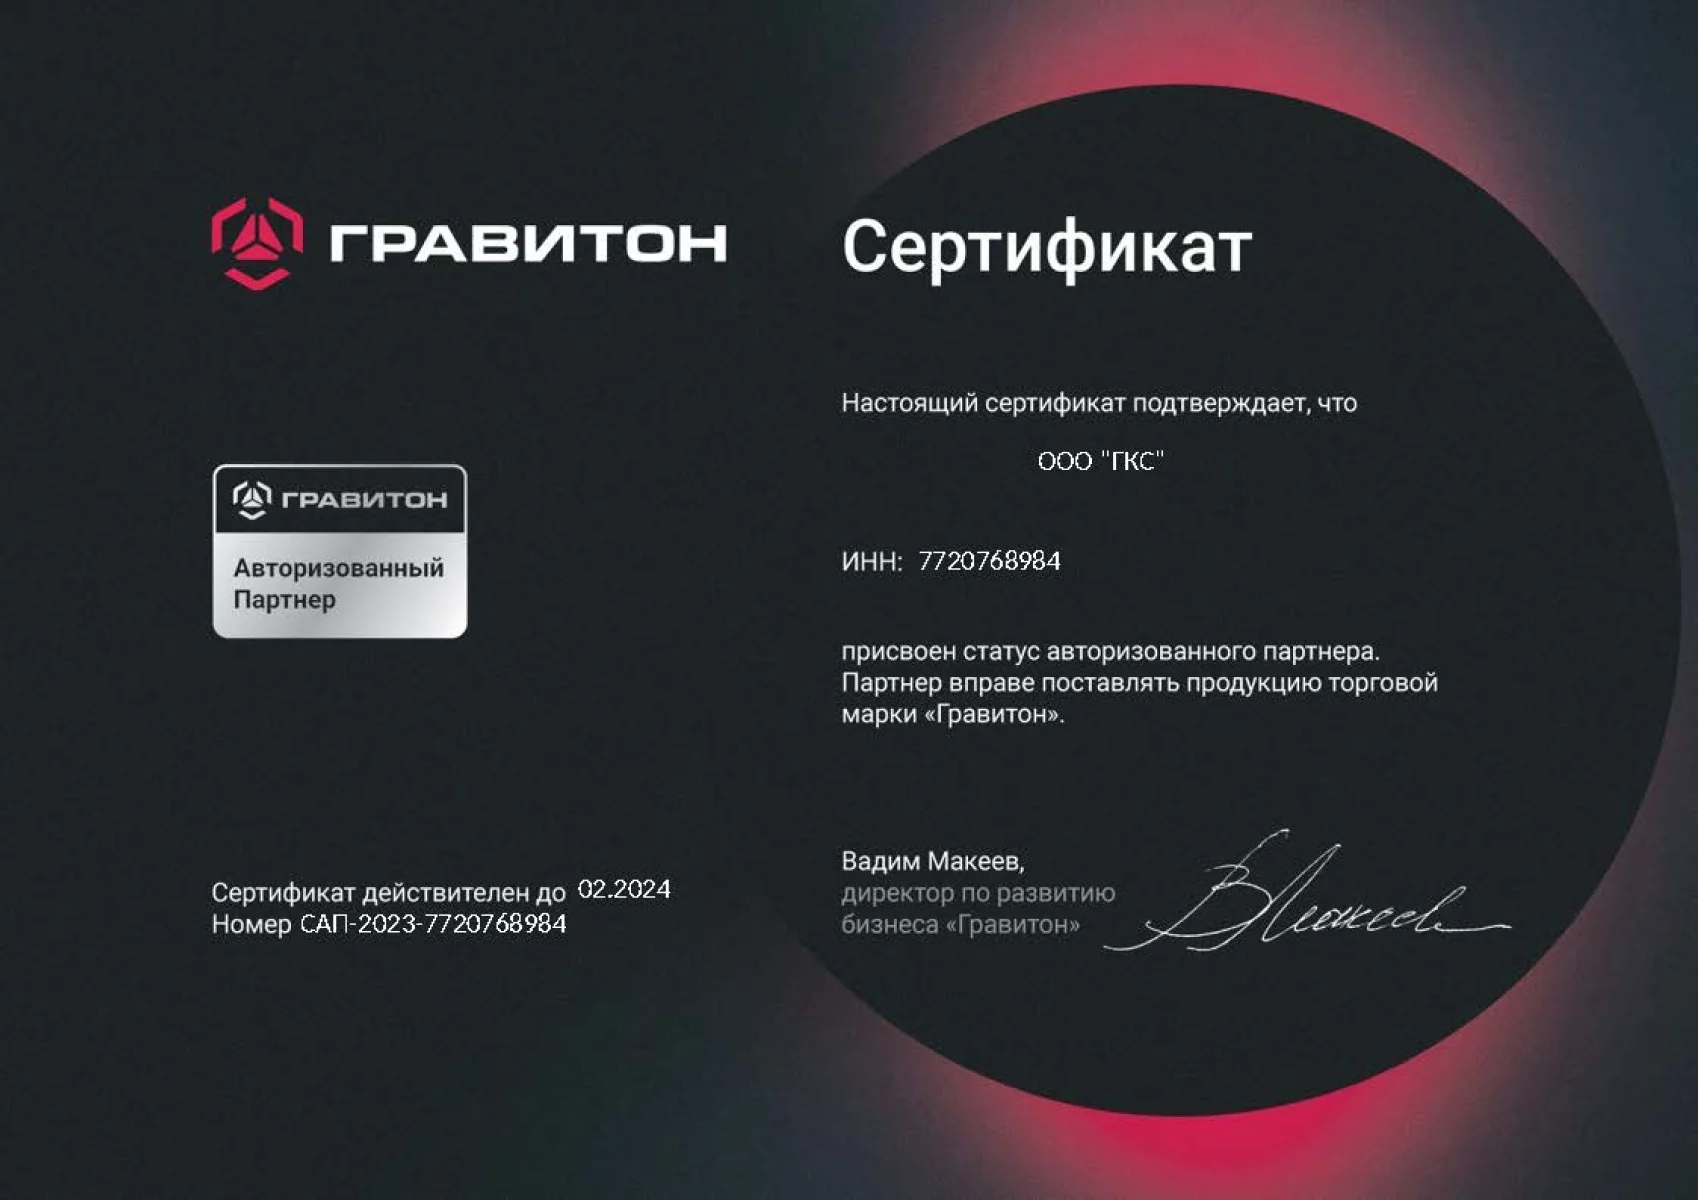 ГРАВИТОН
Сертификат
Настоящий сертификат подтверждает, что
ООО "ГКС"
ГРАВИТОН
Авторизованный
Партнер
ИНН: 7720768984
присвоен статус авторизованного партнера.
Партнер вправе поставлять продукцию торговой
марки «Гравитон».
Сертификат действителен до 02.2024
Номер САП-2023-7720768984
Вадим Макеев,
директор по развитию
бизнеса «Гравитон»
ВМакеев